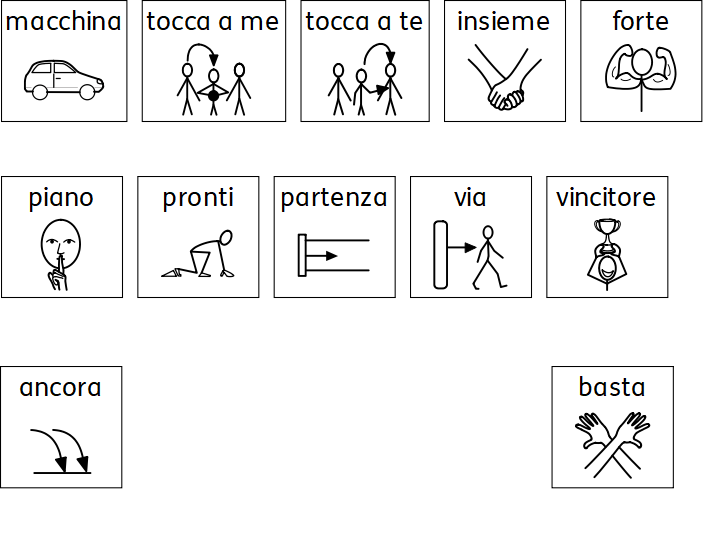 macchina tocca a me tocca a te insieme forte
piano pronti partenza via vincitore
ancora basta